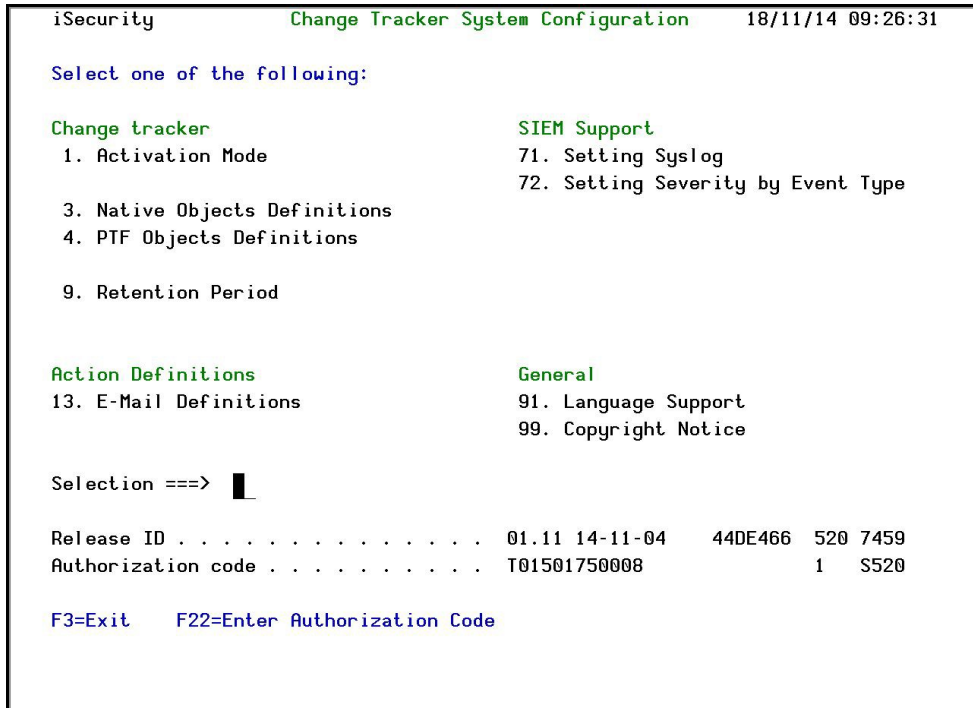 iSecurity Change Tracker System Configuration 18/11/14 09:26:31
Select one of the following:
Change tracker SIEM Support
1. Activation Mode 71. Setting Syslog
72. Setting Severity by Event Type
3. Native Objects Definitions
4. PTF Objects Definitions
9. Retention Period
Action Definitions General
13. E-Mail Definitions 91. Language Support
99. Copyright Notice
Selection ===>
Release ID . . . . . . . . . . . . . . 01.11 14-11-04 44DE466 520 7459
Authorization code . . . . . . . . . . T01501750008 1 S520
F3=Exit F22=Enter Authorization Code